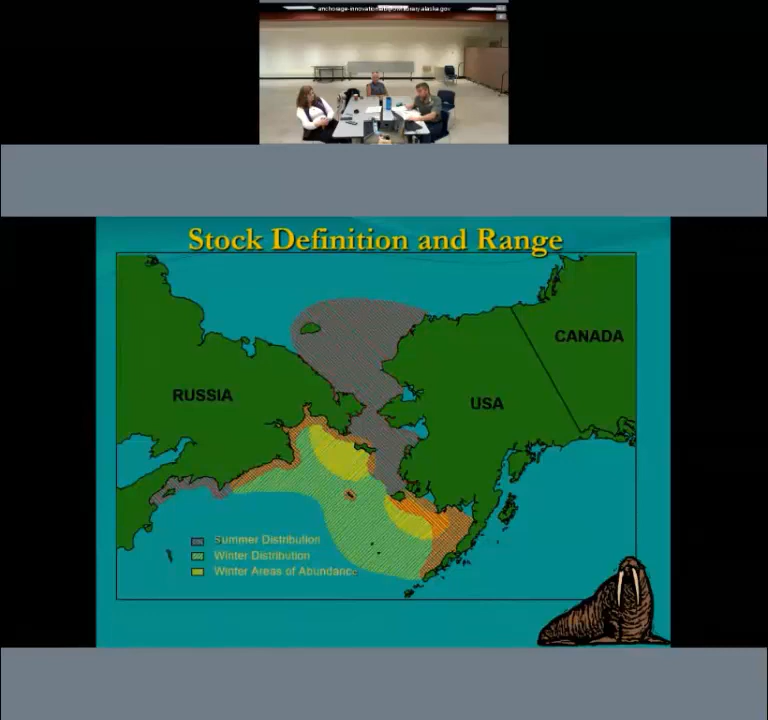 Stock Definition and Range
CANADA
RUSSIA
USA
Summer Distribution
Winter Distribution
Winter Areas of Abundance